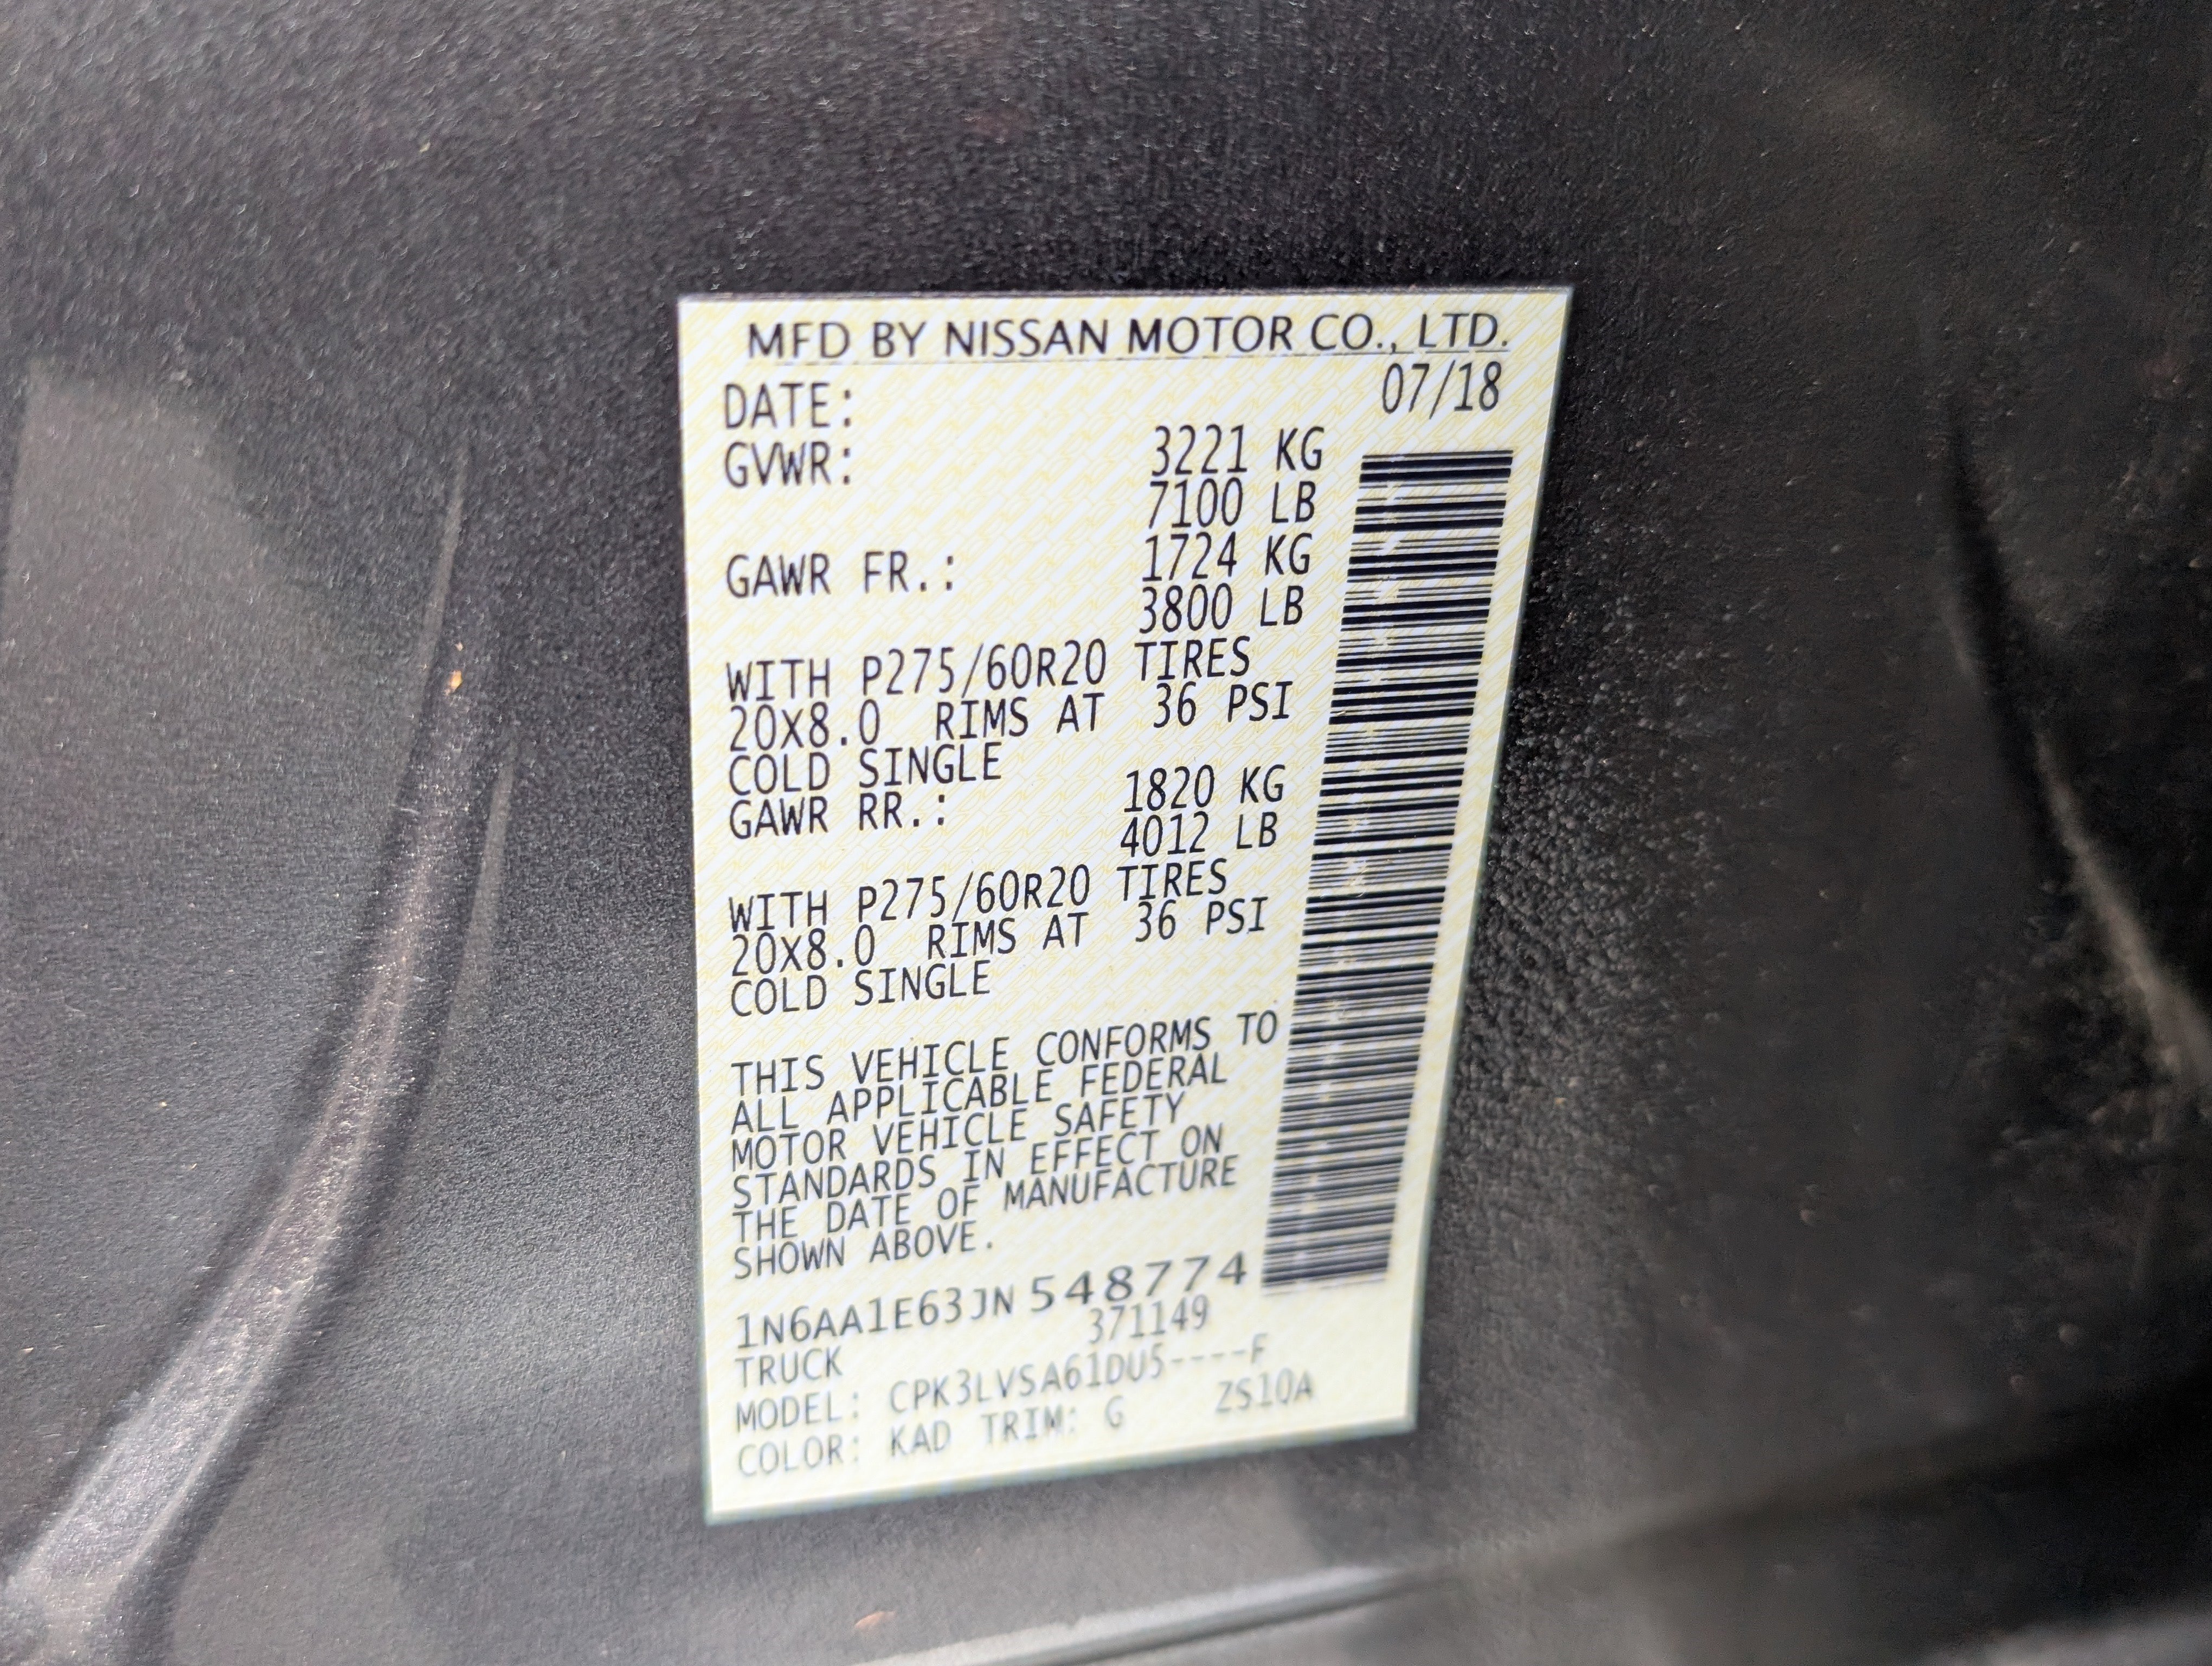 MFD BY NISSAN MOTOR CO., LTD.
DATE: 07/18
GVWR: 3221 KG
7100 LB
GAWR FR.: 1724 KG
3800 LB
WITH P275/60R20 TIRES
20X8.0 RIMS AT 36 PSI
COLD SINGLE
GAWR RR.: 1820 KG
4012 LB
WITH P275/60R20 TIRES
20X8.0 RIMS AT 36 PSI
COLD SINGLE
THIS VEHICLE CONFORMS TO
ALL APPLICABLE FEDERAL
MOTOR VEHICLE SAFETY
STANDARDS IN EFFECT ON
THE DATE OF MANUFACTURE
SHOWN ABOVE.
1N6AA1E63JN548774
TRUCK 371149
MODEL: CPK3LVSA61DU5----F
COLOR: KAD TRIM: G ZS10A